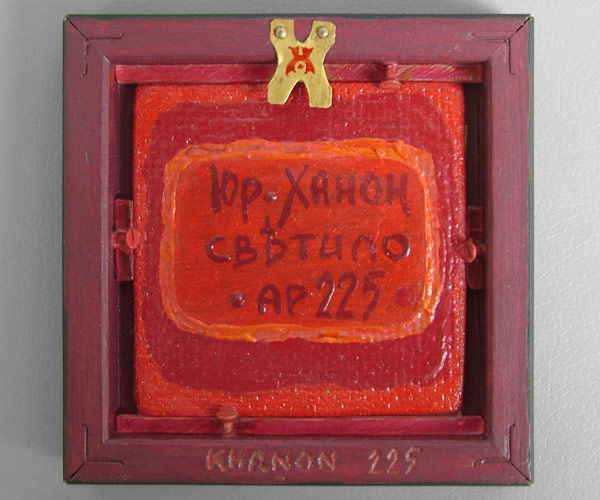 Юр. Ханон
свѣтило
• ар 225 •
KHANON 225